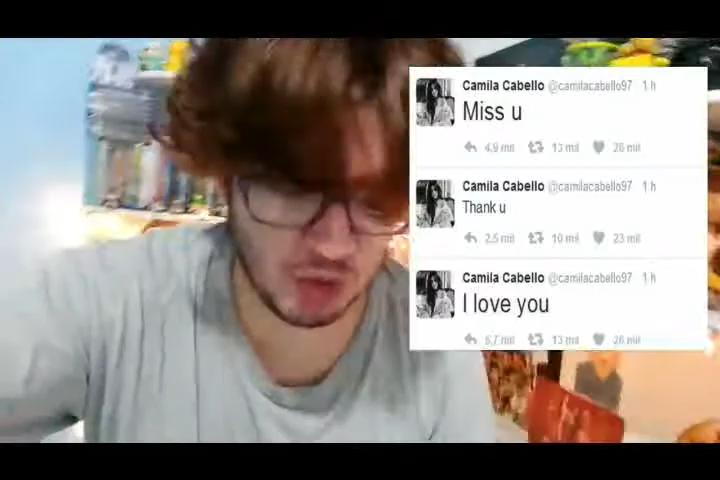 Camila Cabello @camilacabello97 1 h
Miss u
4,9 mil 13 mil 26 mil
Camila Cabello @camilacabello97 1 h
Thank u
2,5 mil 10 mil 23 mil
Camila Cabello @camilacabello97 1 h
I love you
5,7 mil 13 mil 26 mil